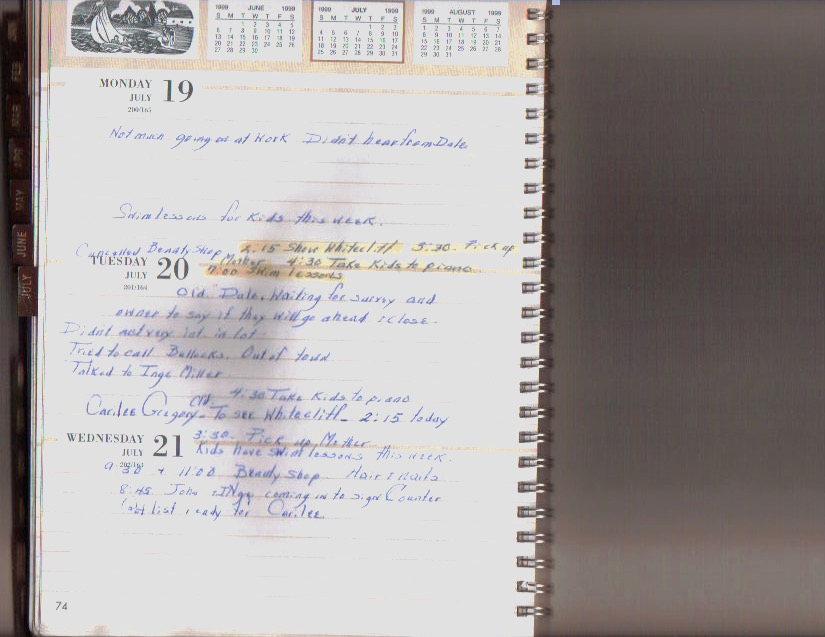 1999 JUNE 1999
S M T W T F S
1 2 3 4 5
6 7 8 9 10 11 12
13 14 15 16 17 18 19
20 21 22 23 24 25 26
27 28 29 30
1999 JULY 1999
S M T W T F S
1 2 3
4 5 6 7 8 9 10
11 12 13 14 15 16 17
18 19 20 21 22 23 24
25 26 27 28 29 30 31
1999 AUGUST 1999
S M T W T F S
1 2 3 4 5 6 7
8 9 10 11 12 13 14
15 16 17 18 19 20 21
22 23 24 25 26 27 28
29 30 31
FEB
MAR
APR
MAY
JUNE
JULY
MONDAY 19
JULY
200/165
Not much going on at work Didn't hear from Dale
Swim lessons for Kids this week.
Cancelled Beauty Shop 2:15 Show Whitecliff 3:30. Pick up
Mother 4:30 Take Kids to piano
7:00 Swim lessons
TUESDAY 20
JULY
201/164
Dale. Waiting for survey and
owner to say if they will go ahead & close.
Didn't act very int. in lot
Tried to call Bullocks. Out of town
Talked to Inge Miller
4:30 Take Kids to piano
Carilee Gregory - To see Whitecliff - 2:15 today
3:30 - Pick up Mother
WEDNESDAY 21
JULY
202/163
Kids have swim lessons this week.
9:30 + 11:00 Beauty Shop - Hair & Nails
8:45 John & Inga coming in to sign Counter
list ready for Carilee
74